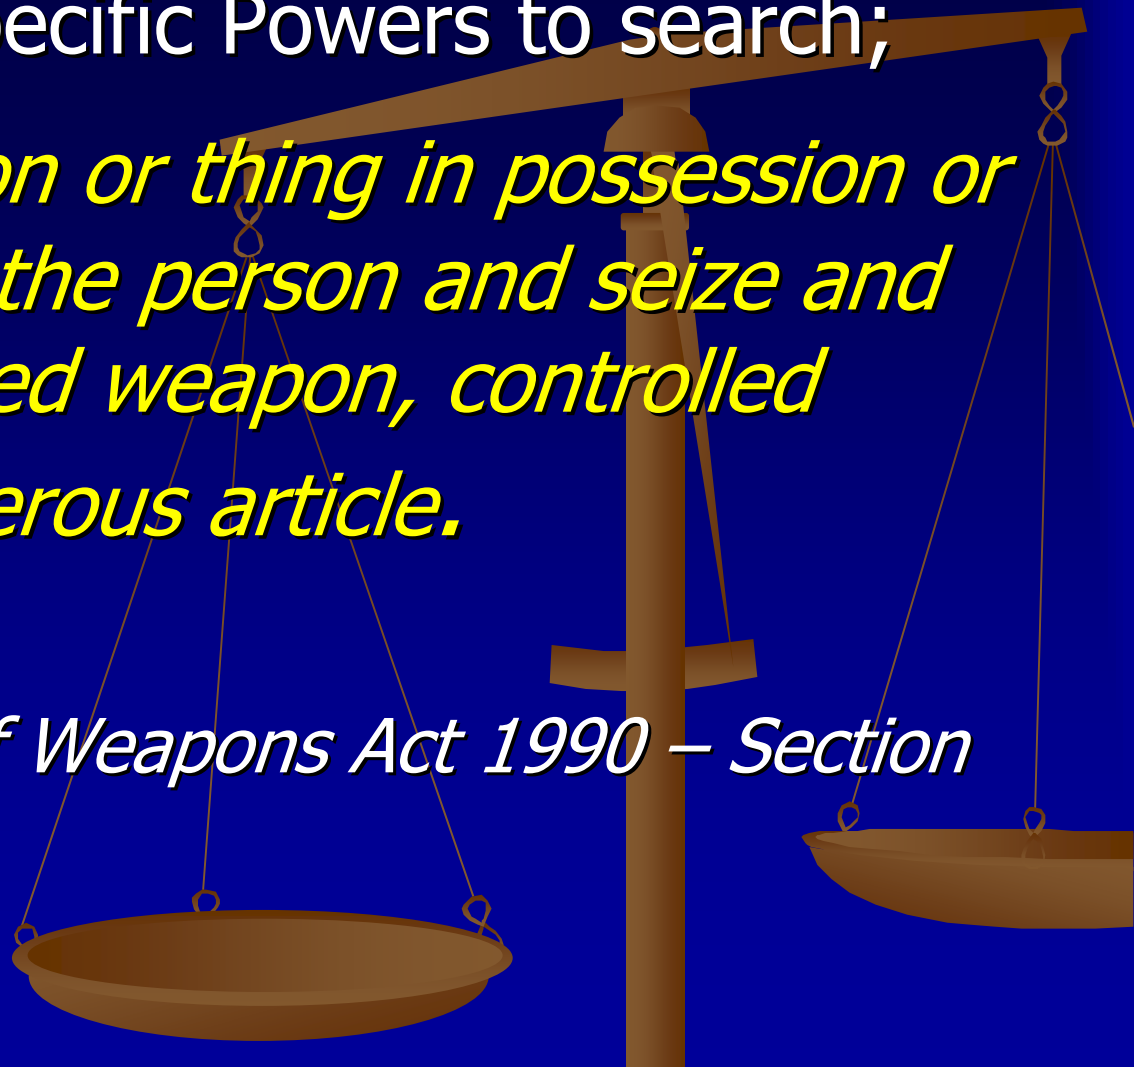 pecific Powers to search;
on or thing in possession or
the person and seize and
ed weapon, controlled
erous article.
f Weapons Act 1990 – Section